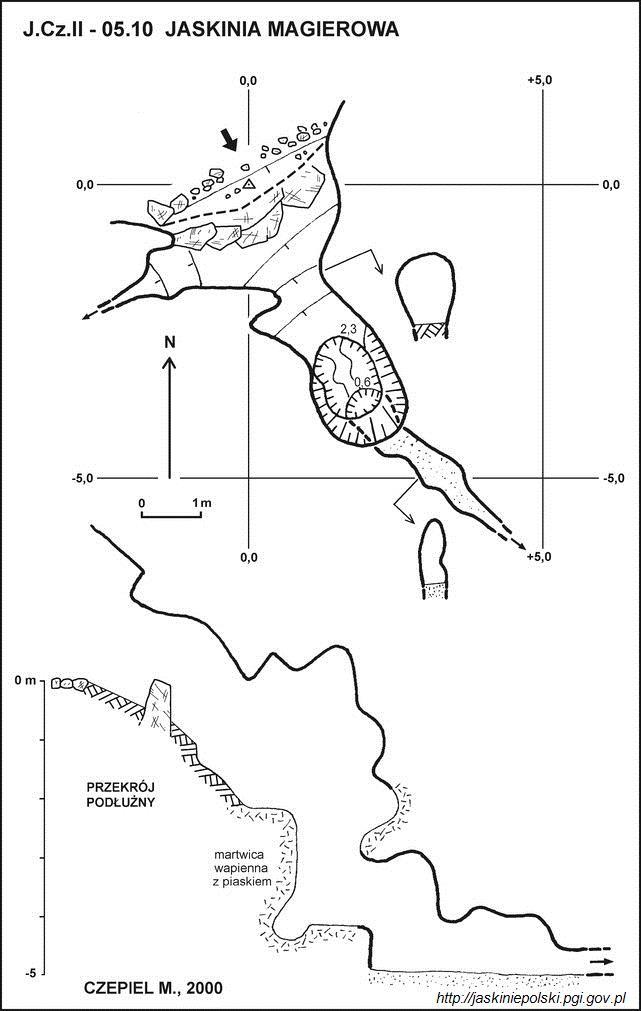 J.Cz.II - 05.10 JASKINIA MAGIEROWA
0,0
+5,0
0,0
0,0
2,3
N
0,6
-5,0
-5,0
0
1m
0,0
+5,0
0 m
PRZEKRÓJ
PODŁUŻNY
martwica
wapienna
z piaskiem
-5
CZEPIEL M., 2000
http://jaskiniepolski.pgi.gov.pl